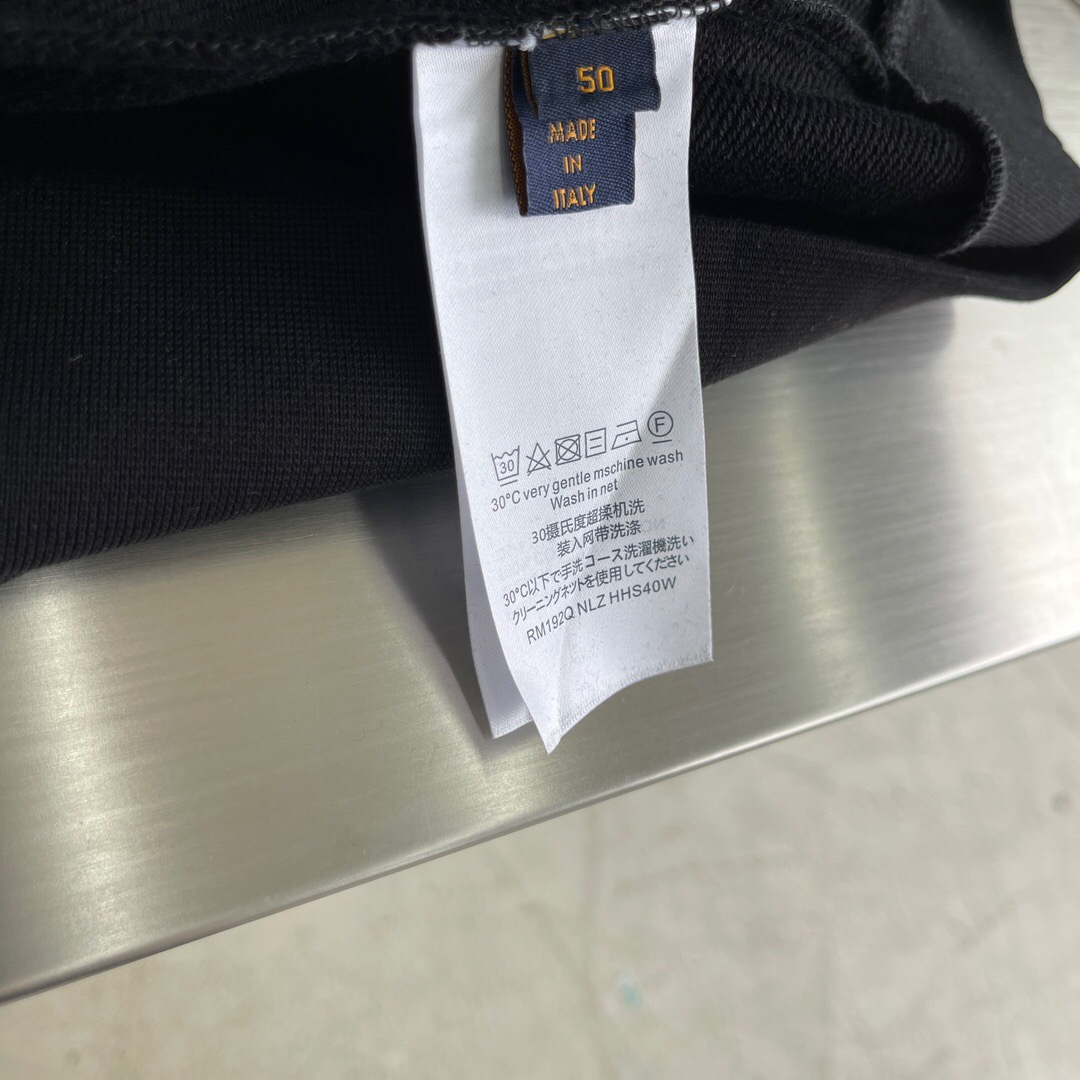 50
MADE
IN
ITALY
30
F
30°C very gentle mschine wash
Wash in net
30摄氏度超柔机洗
装入网带洗涤
30°C以下で手洗コース洗濯機洗い
クリーニングネットを使用してください
RM192Q NLZ HHS40W